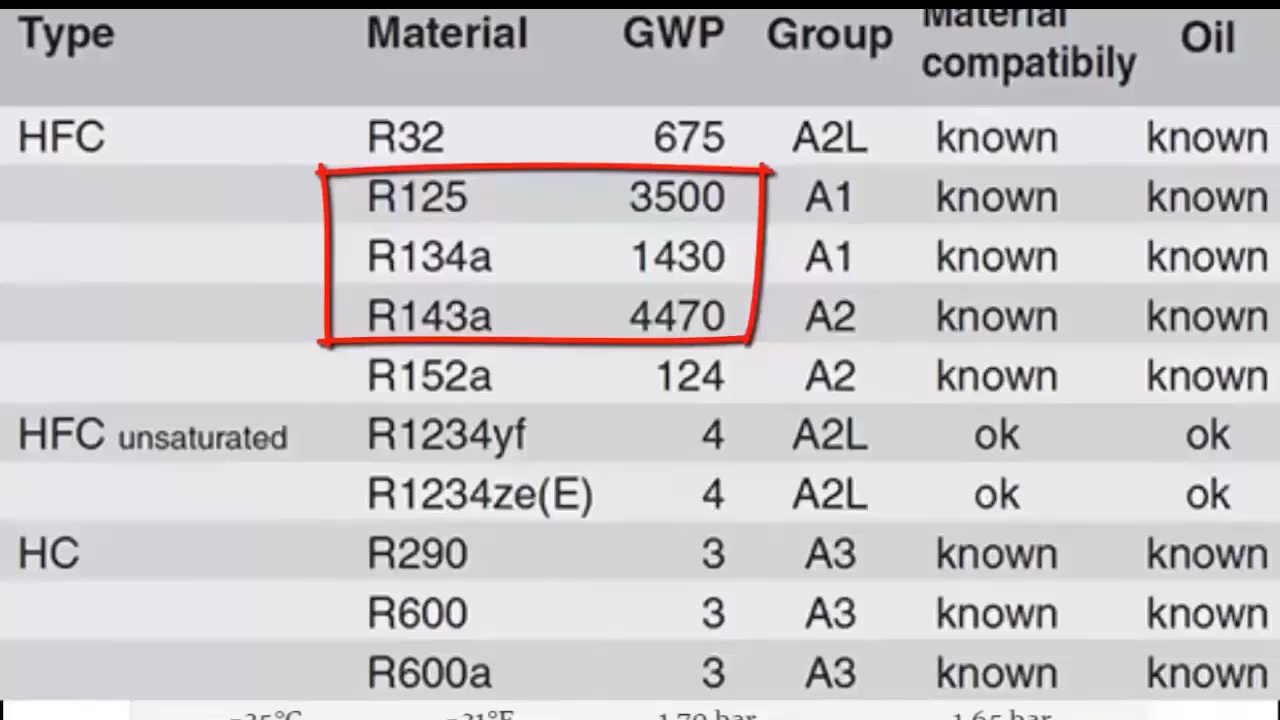 Type Material GWP Group Material compatibily Oil
HFC R32 675 A2L known known
R125 3500 A1 known known
R134a 1430 A1 known known
R143a 4470 A2 known known
R152a 124 A2 known known
HFC unsaturated R1234yf 4 A2L ok ok
R1234ze(E) 4 A2L ok ok
HC R290 3 A3 known known
R600 3 A3 known known
R600a 3 A3 known known